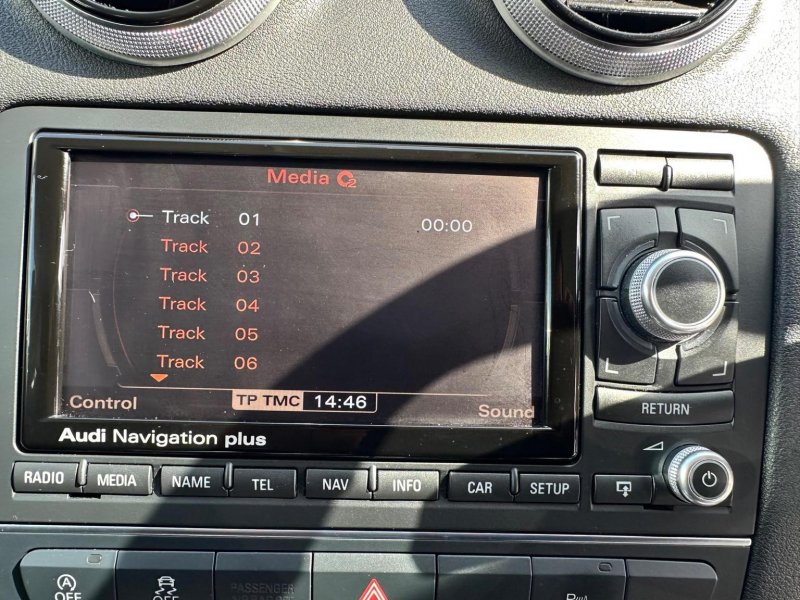 Media 2
Track 01 00:00
Track 02
Track 03
Track 04
Track 05
Track 06
Control TP TMC 14:46 Sound
Audi Navigation plus
RETURN
RADIO MEDIA NAME TEL NAV INFO CAR SETUP
OFF OFF PASSENGER